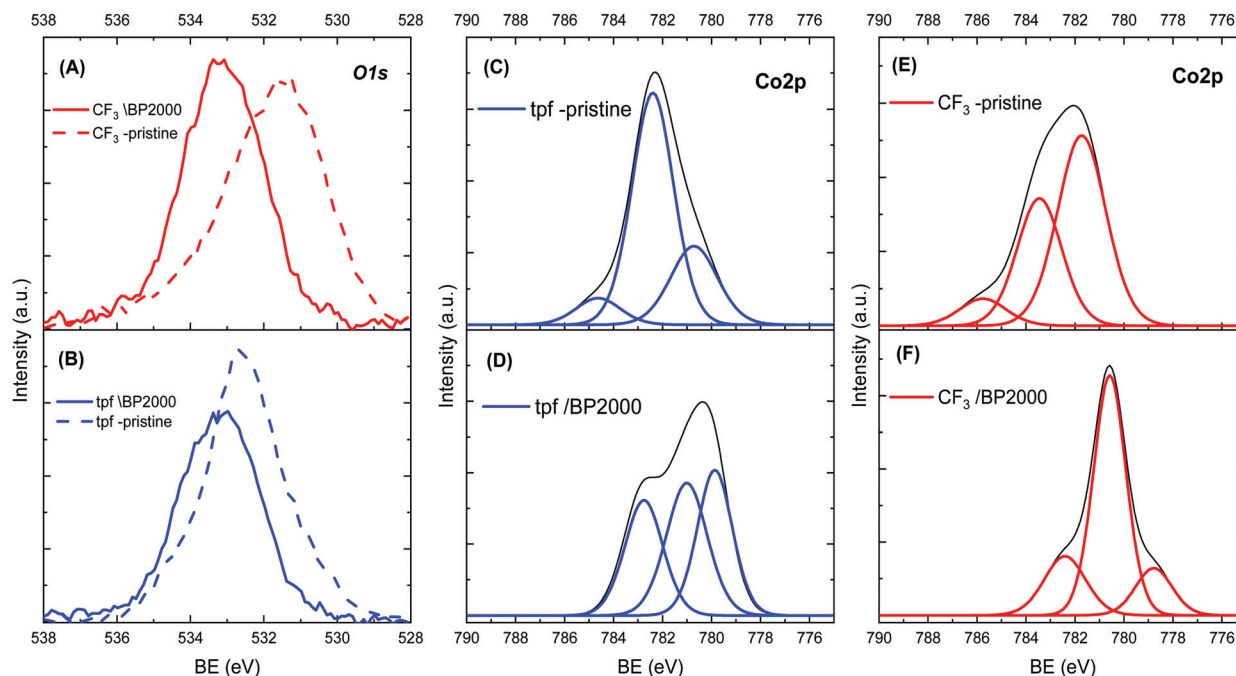 538 536 534 532 530 528
790 788 786 784 782 780 778 776
790 788 786 784 782 780 778 776
(A)
O1s
CF₃ \BP2000
CF₃ -pristine
(B)
tpf \BP2000
tpf -pristine
538 536 534 532 530 528
BE (eV)
Intensity (a.u.)
Intensity (a.u.)
(C)
Co2p
tpf -pristine
(D)
tpf /BP2000
790 788 786 784 782 780 778 776
BE (eV)
Intensity (a.u.)
Intensity (a.u.)
(E)
Co2p
CF₃ -pristine
(F)
CF₃ /BP2000
790 788 786 784 782 780 778 776
BE (eV)
Intensity (a.u.)
Intensity (a.u.)